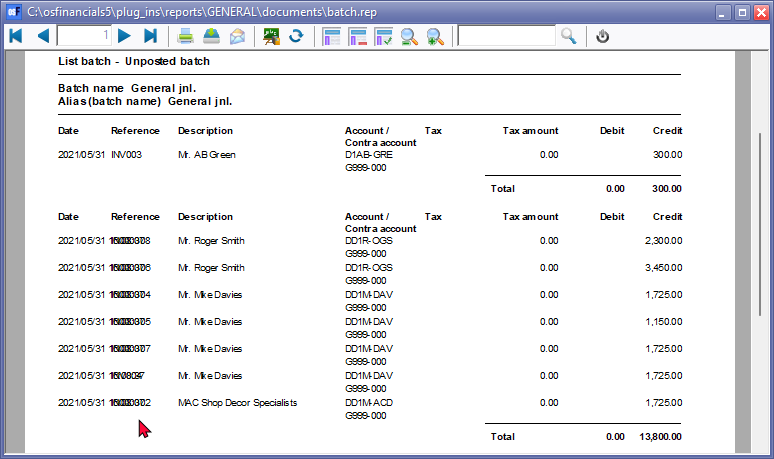 C:\osfinancials5\plug_ins\reports\GENERAL\documents\batch.rep
1
List batch - Unposted batch
Batch name General jnl.
Alias (batch name) General jnl.
Date Reference Description Account / Tax Tax amount Debit Credit
Contra account
2021/05/31 INV003 Mr. AB Green D1AB-GRE 0.00 300.00
G999-000
Total 0.00 300.00
Date Reference Description Account / Tax Tax amount Debit Credit
Contra account
2021/05/31 Mr. Roger Smith DD1R-OGS 0.00 2,300.00
G999-000
2021/05/31 Mr. Roger Smith DD1R-OGS 0.00 3,450.00
G999-000
2021/05/31 Mr. Mike Davies DD1M-DAV 0.00 1,725.00
G999-000
2021/05/31 Mr. Mike Davies DD1M-DAV 0.00 1,150.00
G999-000
2021/05/31 Mr. Mike Davies DD1M-DAV 0.00 1,725.00
G999-000
2021/05/31 Mr. Mike Davies DD1M-DAV 0.00 1,725.00
G999-000
2021/05/31 MAC Shop Decor Specialists DD1M-ACD 0.00 1,725.00
G999-000
Total 0.00 13,800.00